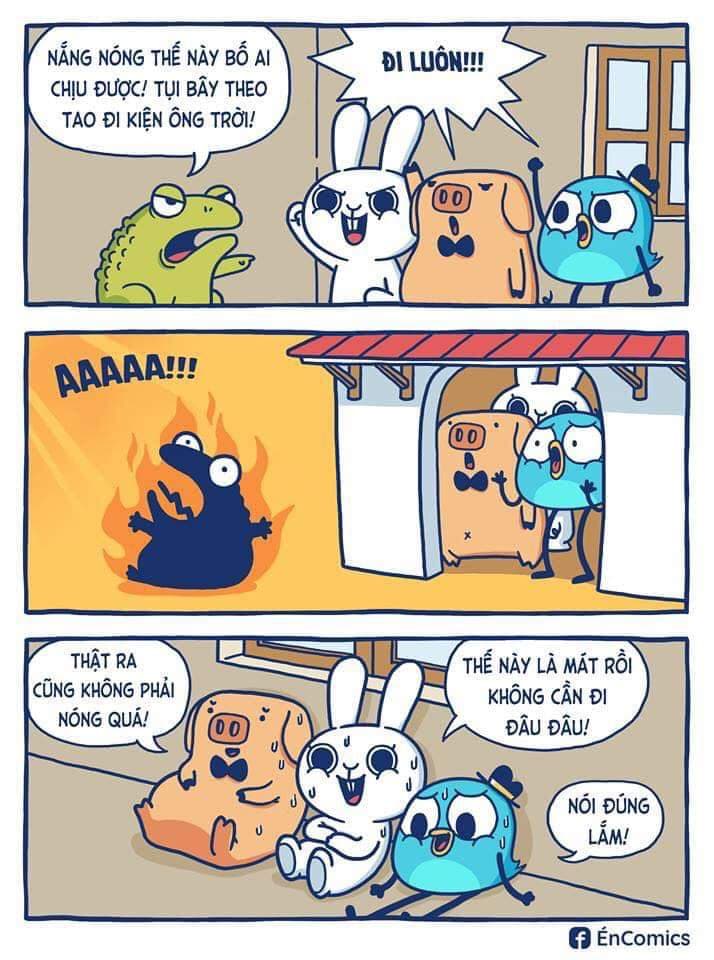 NẮNG NÓNG THẾ NÀY BỐ AI
CHỊU ĐƯỢC! TỤI BÂY THEO
TAO ĐI KIỆN ÔNG TRỜI!
ĐI LUÔN!!!
AAAAA!!!
THẬT RA
CŨNG KHÔNG PHẢI
NÓNG QUÁ!
THẾ NÀY LÀ MÁT RỒI
KHÔNG CẦN ĐI
ĐÂU ĐÂU!
NÓI ĐÚNG
LẮM!
f ÉnComics